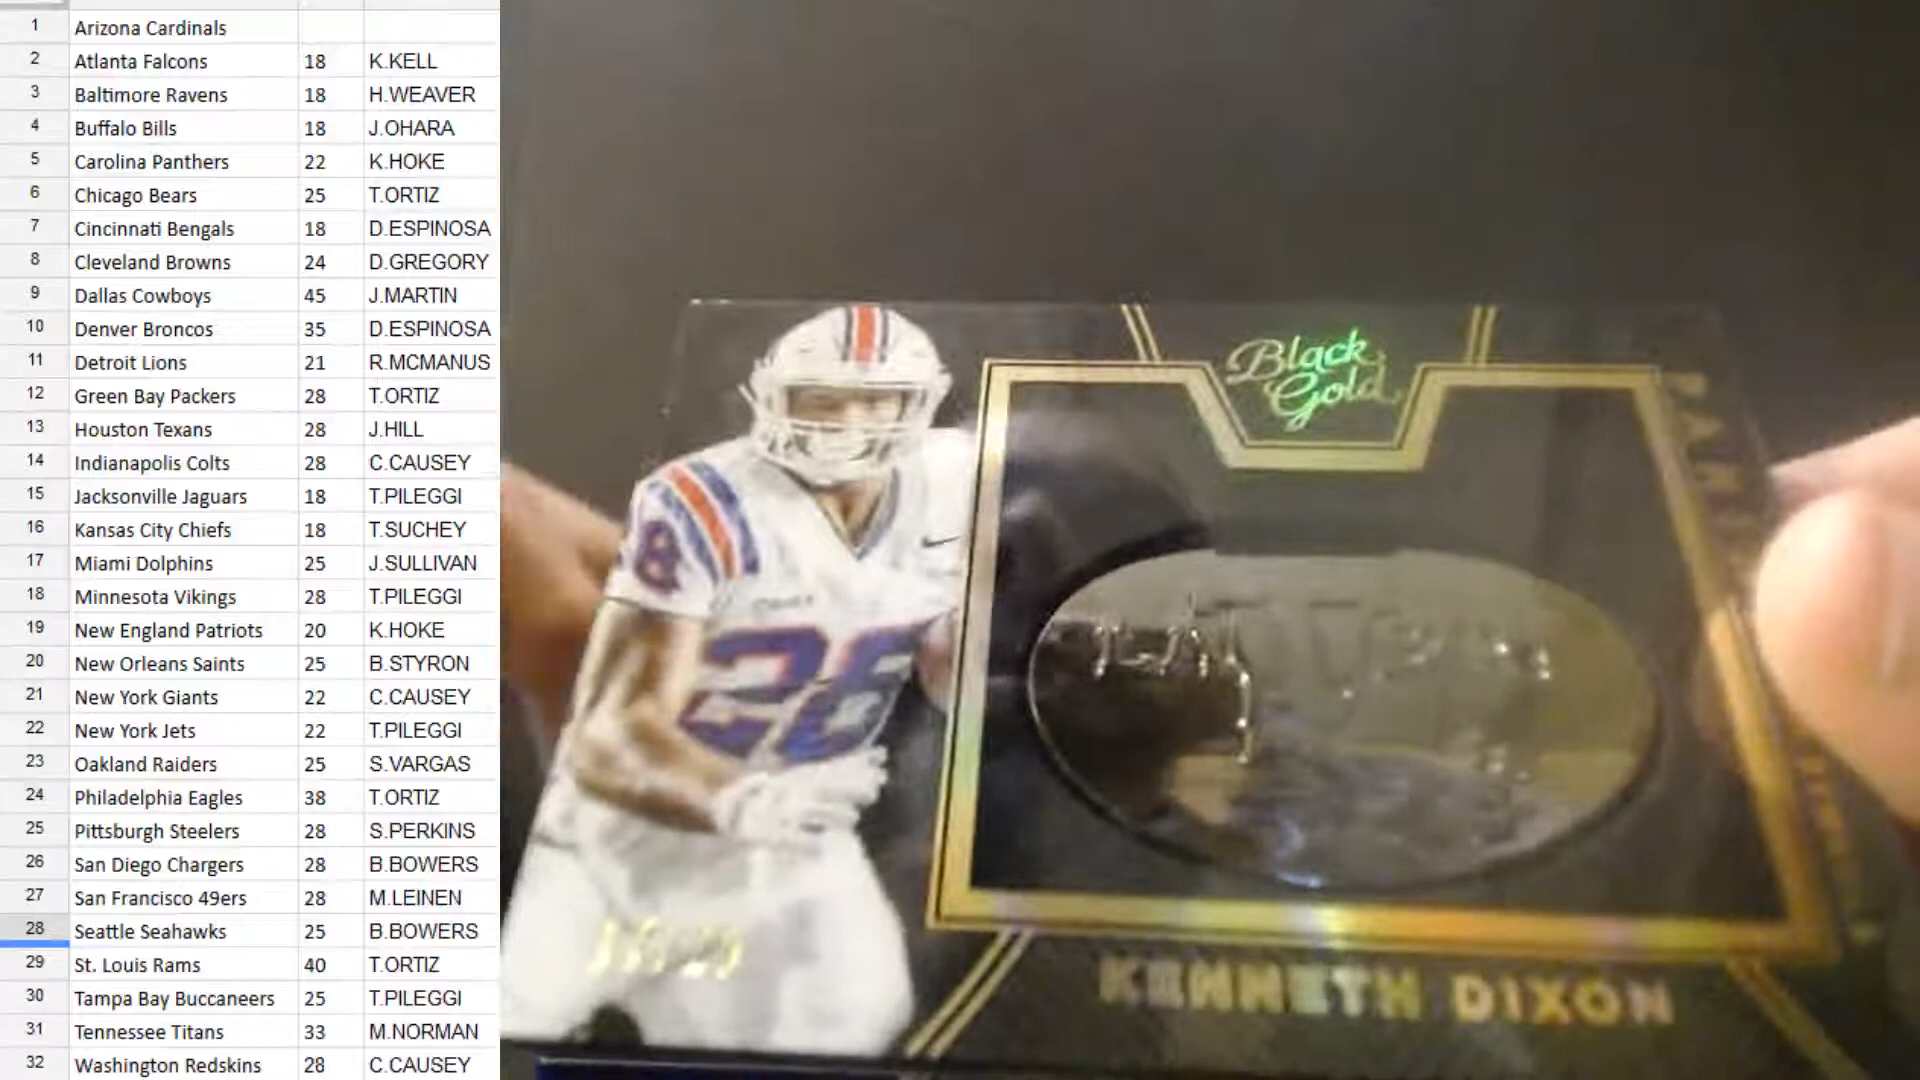 1 Arizona Cardinals
2 Atlanta Falcons 18 K.KELL
3 Baltimore Ravens 18 H.WEAVER
4 Buffalo Bills 18 J.OHARA
5 Carolina Panthers 22 K.HOKE
6 Chicago Bears 25 T.ORTIZ
7 Cincinnati Bengals 18 D.ESPINOSA
8 Cleveland Browns 24 D.GREGORY
9 Dallas Cowboys 45 J.MARTIN
10 Denver Broncos 35 D.ESPINOSA
11 Detroit Lions 21 R.MCMANUS
12 Green Bay Packers 28 T.ORTIZ
13 Houston Texans 28 J.HILL
14 Indianapolis Colts 28 C.CAUSEY
15 Jacksonville Jaguars 18 T.PILEGGI
16 Kansas City Chiefs 18 T.SUCHEY
17 Miami Dolphins 25 J.SULLIVAN
18 Minnesota Vikings 28 T.PILEGGI
19 New England Patriots 20 K.HOKE
20 New Orleans Saints 25 B.STYRON
21 New York Giants 22 C.CAUSEY
22 New York Jets 22 T.PILEGGI
23 Oakland Raiders 25 S.VARGAS
24 Philadelphia Eagles 38 T.ORTIZ
25 Pittsburgh Steelers 28 S.PERKINS
26 San Diego Chargers 28 B.BOWERS
27 San Francisco 49ers 28 M.LEINEN
28 Seattle Seahawks 25 B.BOWERS
29 St. Louis Rams 40 T.ORTIZ
30 Tampa Bay Buccaneers 25 T.PILEGGI
31 Tennessee Titans 33 M.NORMAN
32 Washington Redskins 28 C.CAUSEY
Black
Gold
28
KENNETH DIXON